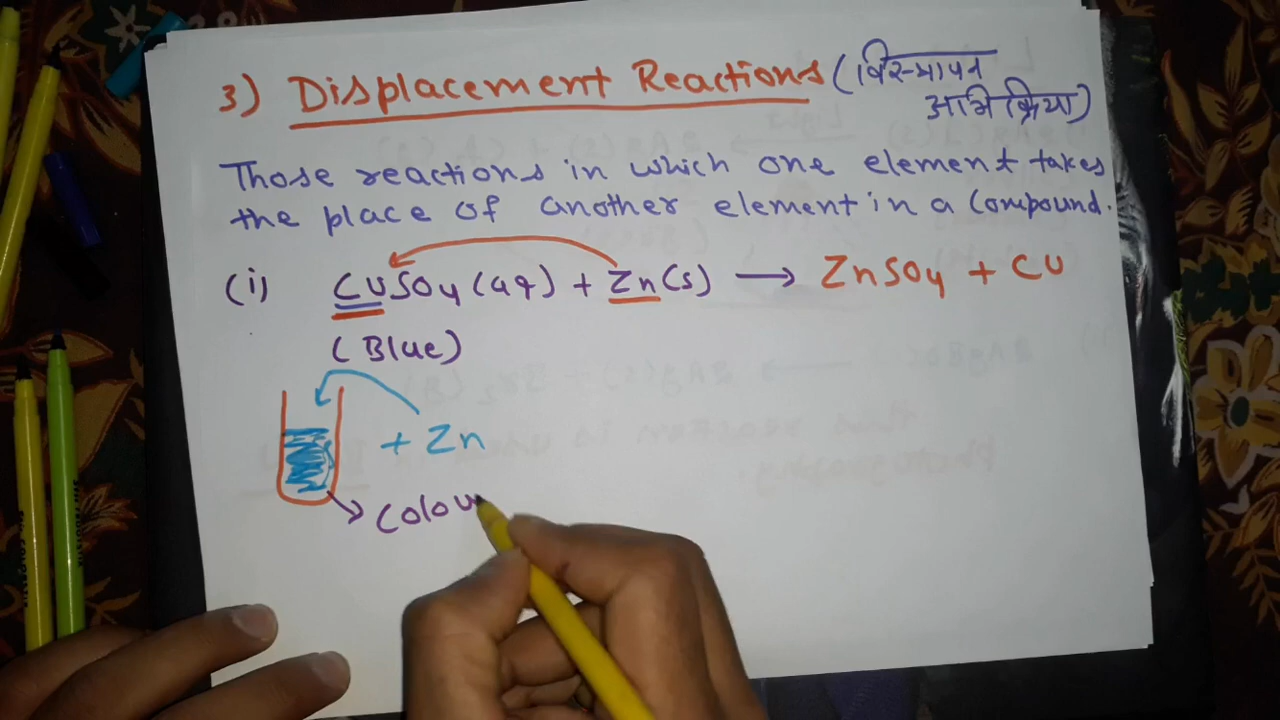 3) Displacement Reactions (विस्थापन
अभिक्रिया)
Those reactions in which one element takes
the place of another element in a Compound.
(i) CuSO4 (aq) + Zn(s) → ZnSO4 + Cu
(Blue)
+ Zn
→ Colou